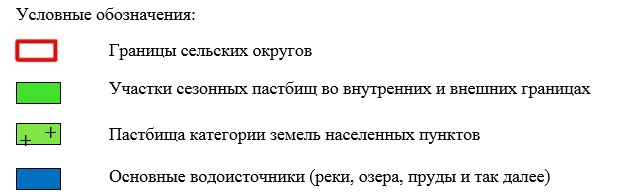 Условные обозначения:
Границы сельских округов
Участки сезонных пастбищ во внутренних и внешних границах
Пастбища категории земель населенных пунктов
Основные водоисточники (реки, озера, пруды и так далее)